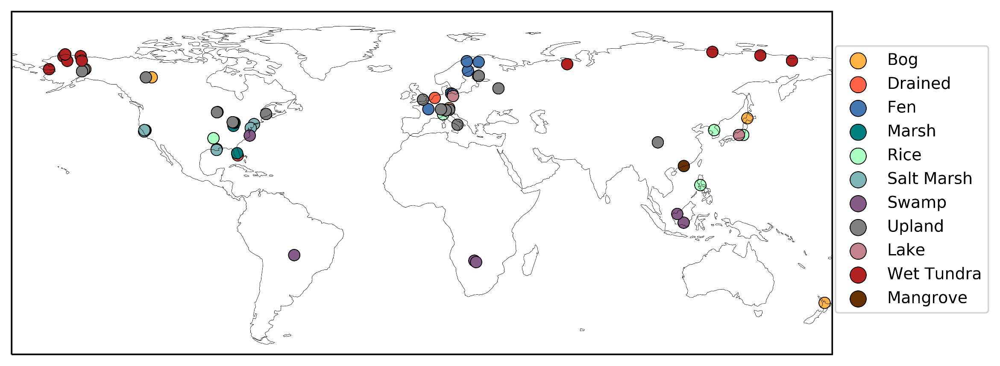 Bog
Drained
Fen
Marsh
Rice
Salt Marsh
Swamp
Upland
Lake
Wet Tundra
Mangrove